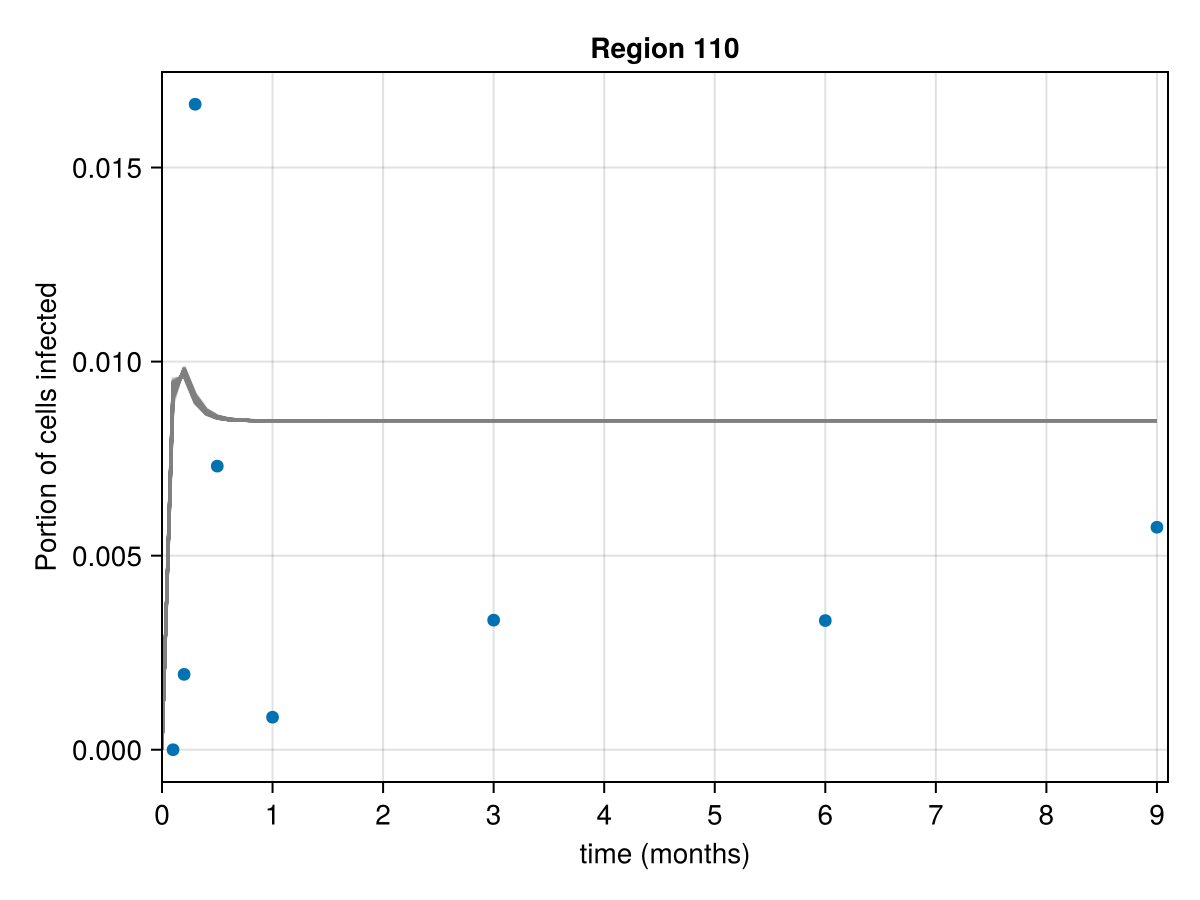 Region 110
Portion of cells infected
0.015
0.010
0.005
0.000
0 1 2 3 4 5 6 7 8 9
time (months)